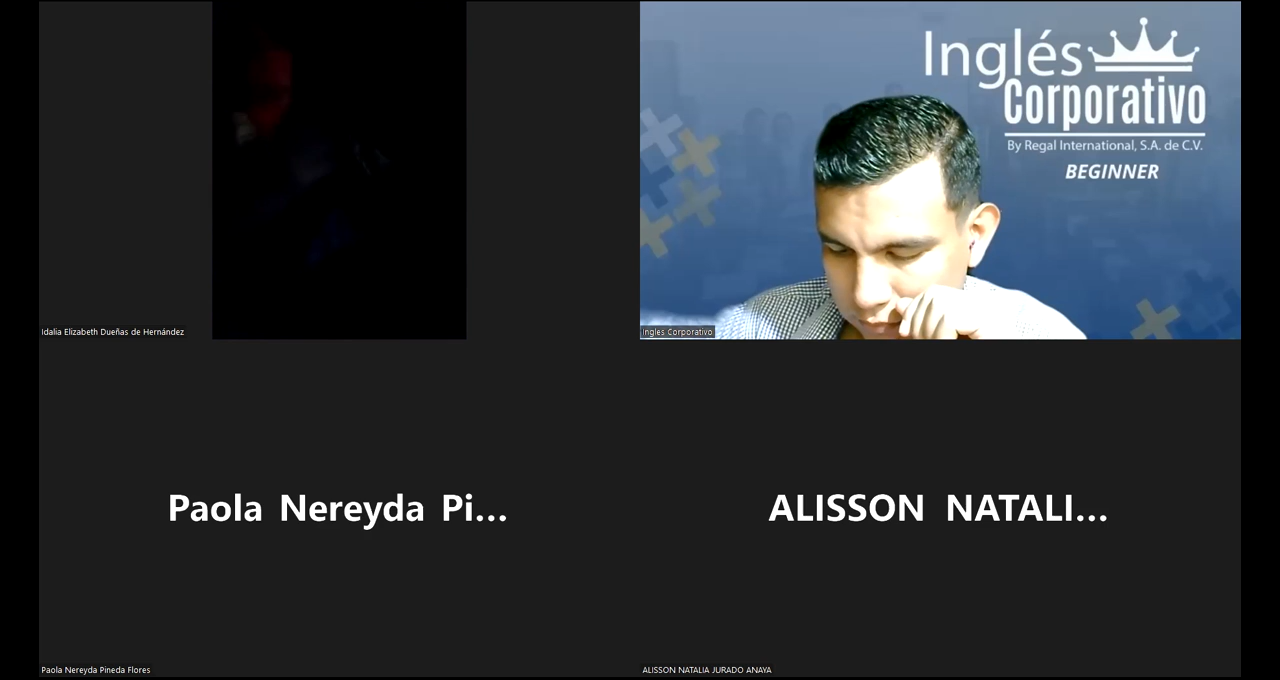 Inglés
Corporativo
By Regal International, S.A. de C.V.
BEGINNER
Idalia Elizabeth Dueñas de Hernández
Ingles Corporativo
Paola Nereyda Pi...
ALISSON NATALI...
Paola Nereyda Pineda Flores
ALISSON NATALIA JURADO ANAYA